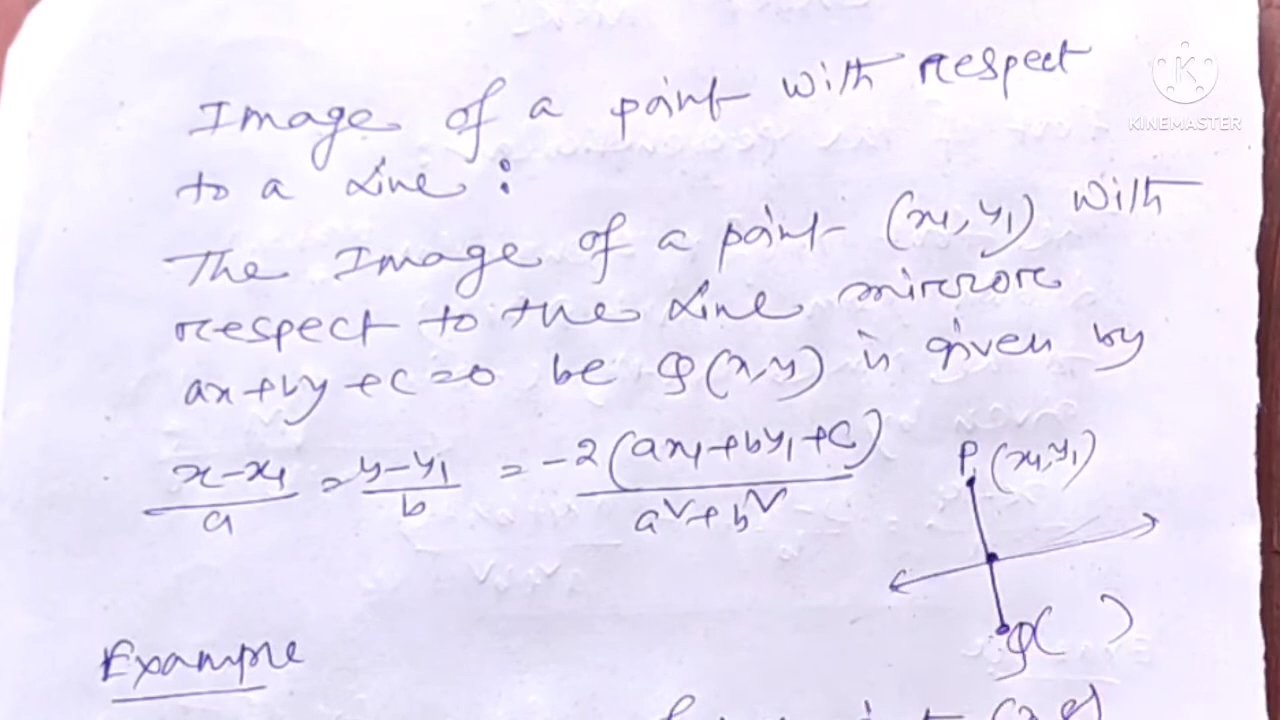 Image of a point with respect
to a Line :
The Image of a point (x₁, y₁) with
respect to the Line mirror
ax+by+c=0 be Q(x,y) is given by
(x-x₁)/a = (y-y₁)/b = -2(ax₁+by₁+c)/(a²+b²)
P (x₁,y₁)
Q( )
Example
KINEMASTER